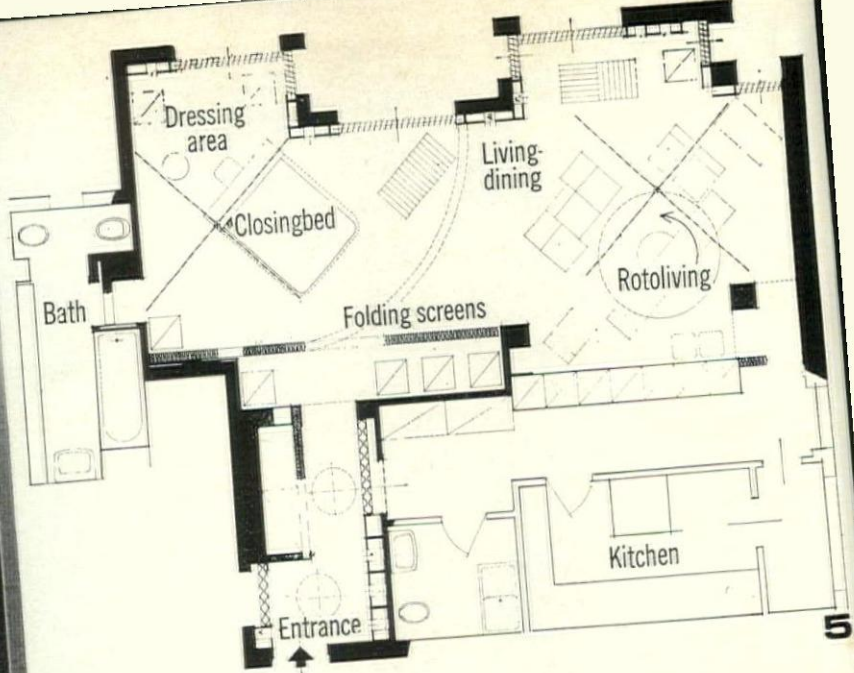 Dressing
area
Living-
dining
Closingbed
Rotoliving
Bath
Folding screens
Kitchen
Entrance
5